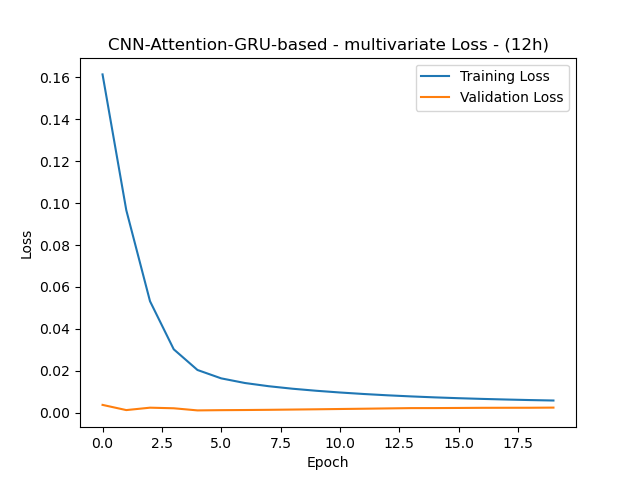 CNN-Attention-GRU-based - multivariate Loss - (12h)
Training Loss
Validation Loss
0.16
0.14
0.12
0.10
0.08
0.06
0.04
0.02
0.00
Loss
0.0 2.5 5.0 7.5 10.0 12.5 15.0 17.5
Epoch